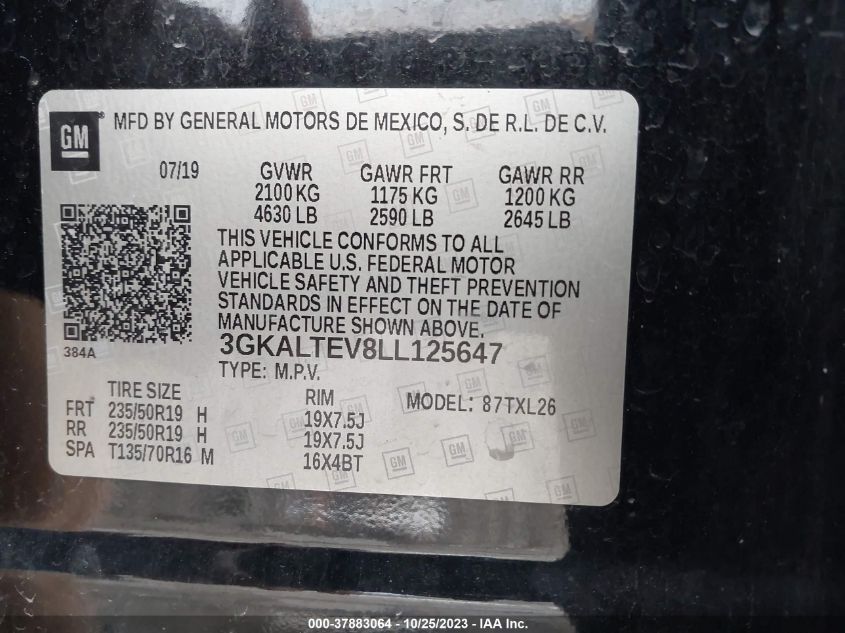 GM ® MFD BY GENERAL MOTORS DE MEXICO, S. DE R.L. DE C.V.
07/19 GVWR GAWR FRT GAWR RR
2100 KG 1175 KG 1200 KG
4630 LB 2590 LB 2645 LB
THIS VEHICLE CONFORMS TO ALL
APPLICABLE U.S. FEDERAL MOTOR
VEHICLE SAFETY AND THEFT PREVENTION
STANDARDS IN EFFECT ON THE DATE OF
MANUFACTURE SHOWN ABOVE.
384A
3GKALTEV8LL125647
TYPE: M.P.V.
TIRE SIZE RIM MODEL: 87TXL26
FRT 235/50R19 H 19X7.5J
RR 235/50R19 H 19X7.5J
SPA T135/70R16 M 16X4BT
000-37883064 / 10/25/2023 - IAA Inc.